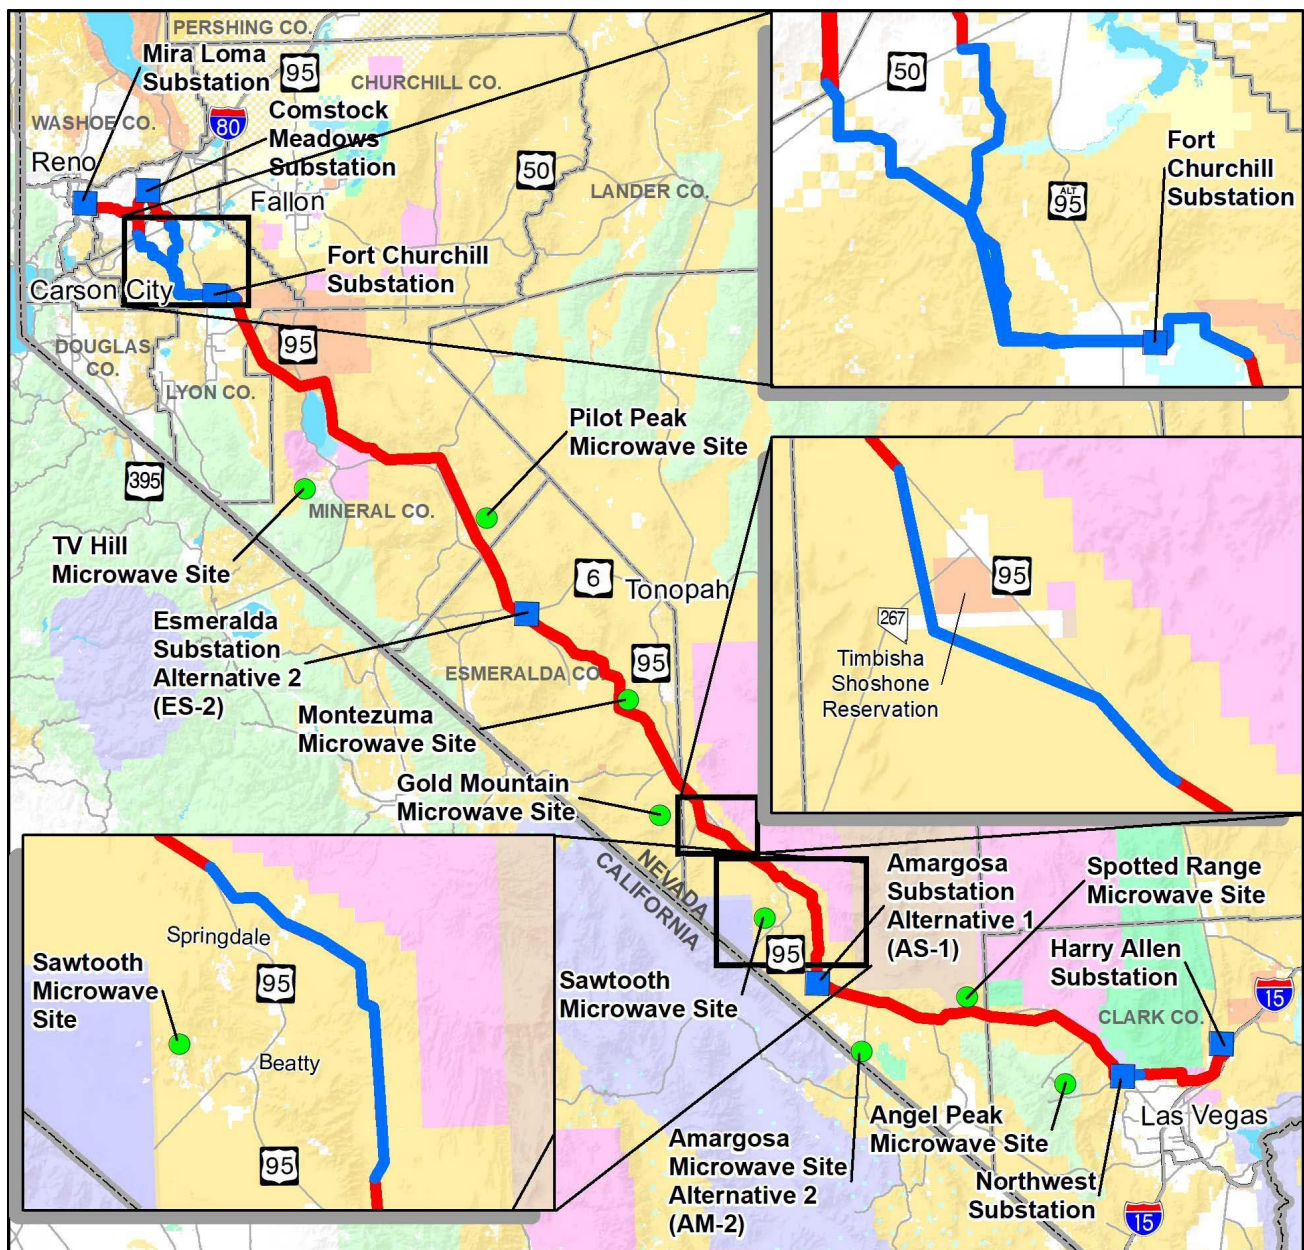 PERSHING CO.
Mira Loma
Substation
95
CHURCHILL CO.
WASHOE CO.
80
Comstock
Meadows
Substation
Reno
50
LANDER CO.
Fallon
Fort Churchill
Substation
Carson City
95
DOUGLAS
CO.
LYON CO.
50
ALT
95
Fort
Churchill
Substation
Pilot Peak
Microwave Site
395
MINERAL CO.
TV Hill
Microwave Site
6
Tonopah
Esmeralda
Substation
Alternative 2
(ES-2)
ESMERALDA CO.
95
Montezuma
Microwave Site
Gold Mountain
Microwave Site
95
267
Timbisha
Shoshone
Reservation
NEVADA
CALIFORNIA
Amargosa
Substation
Alternative 1
(AS-1)
Spotted Range
Microwave Site
Harry Allen
Substation
95
Sawtooth
Microwave Site
15
CLARK CO.
Springdale
95
Sawtooth
Microwave
Site
Beatty
95
Angel Peak
Microwave Site
Las Vegas
Amargosa
Microwave Site
Alternative 2
(AM-2)
Northwest
Substation
15